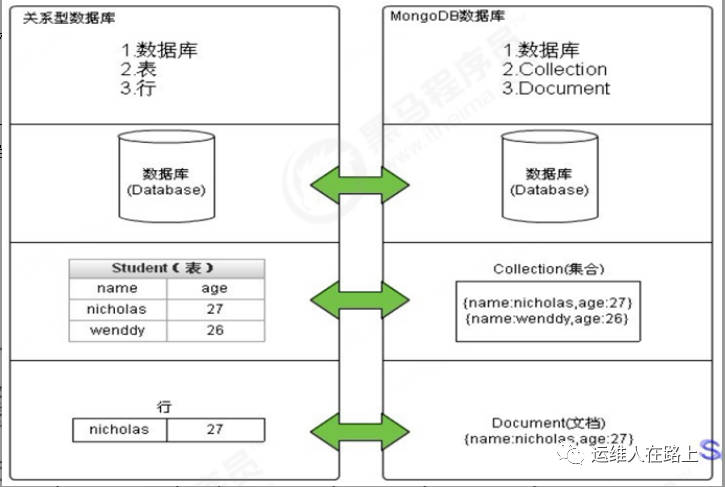 关系型数据库
1.数据库
2.表
3.行
数据库
(Database)
Student（表）
name age
nicholas 27
wenddy 26
行
nicholas 27
MongoDB数据库
1.数据库
2.Collection
3.Document
数据库
(Database)
Collection(集合)
{name:nicholas,age:27}
{name:wenddy,age:26}
Document(文档)
{name:nicholas,age:27}
黑马程序员
运维人在路上
S